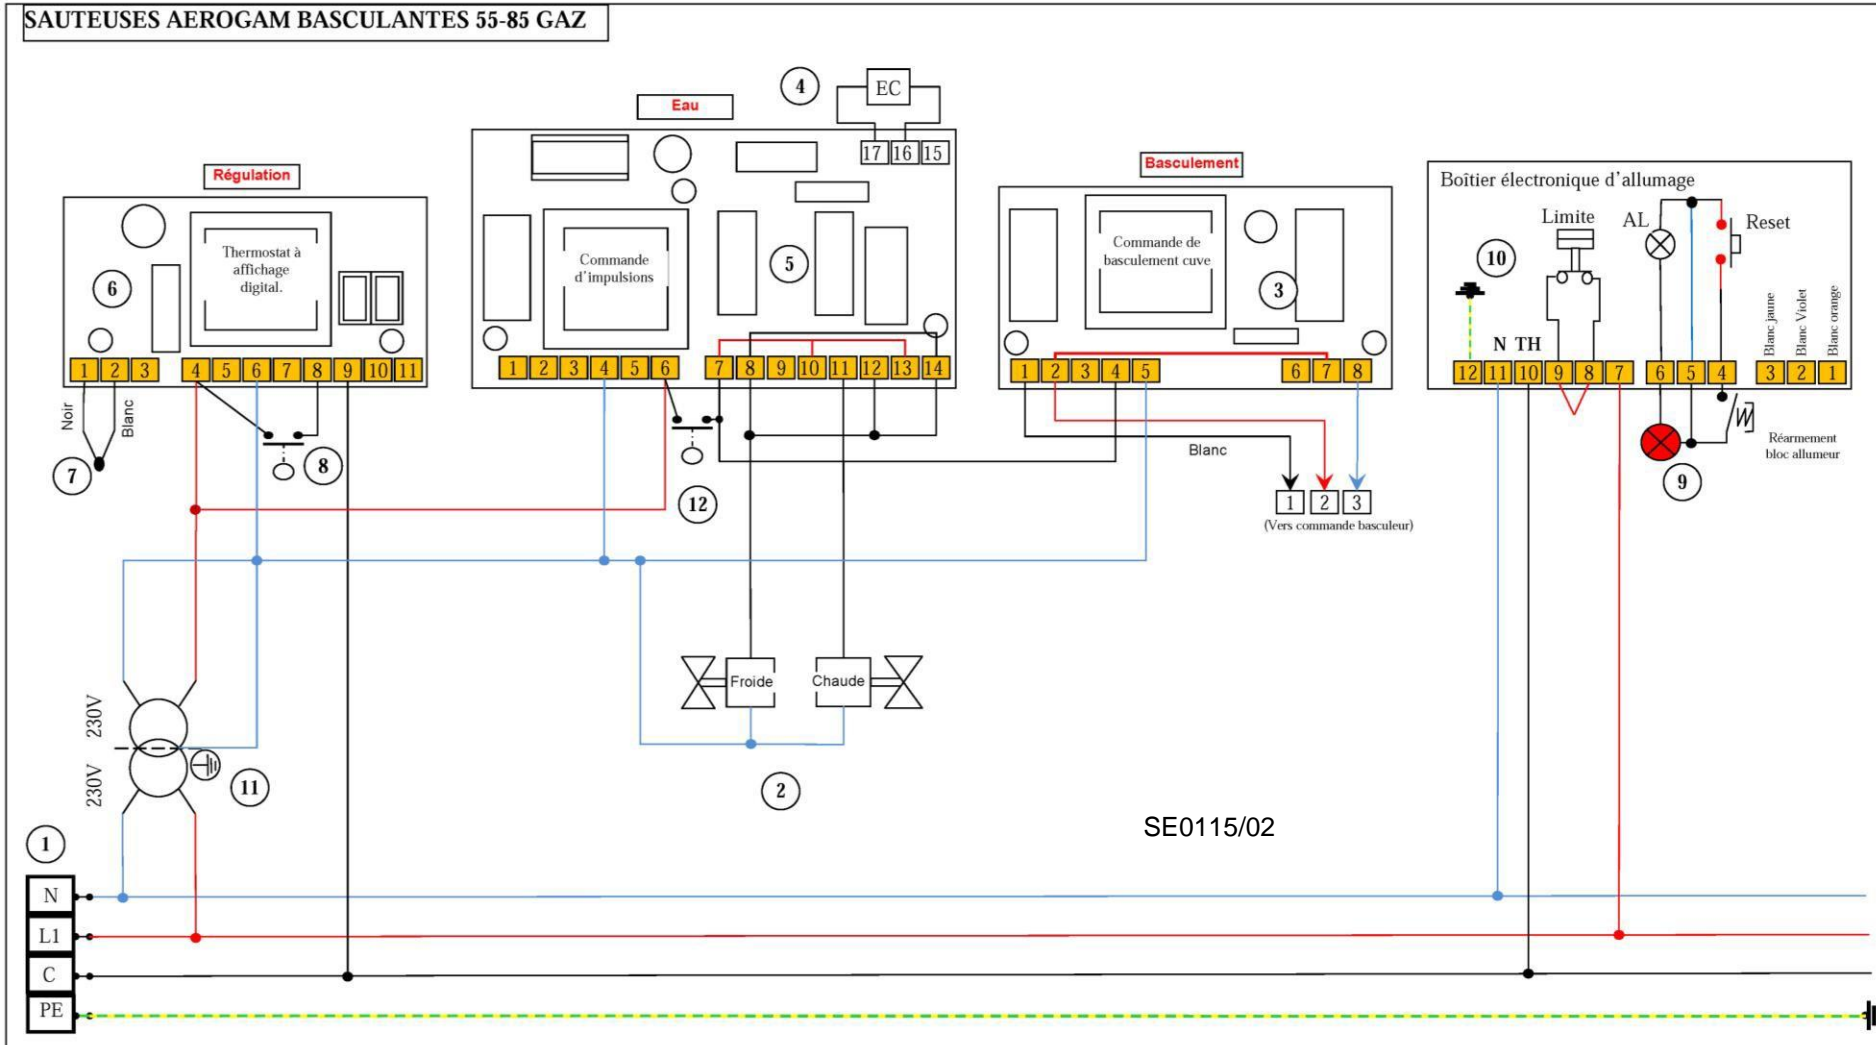 SAUTEUSES AEROGAM BASCULANTES 55-85 GAZ
Régulation
Thermostat à
affichage
digital.
6
1 2 3 4 5 6 7 8 9 10 11
Noir
Blanc
7
8
Eau
4
EC
17 16 15
Commande
d'impulsions
5
1 2 3 4 5 6 7 8 9 10 11 12 13 14
12
Froide
Chaude
2
Basculement
Commande de
basculement cuve
3
1 2 3 4 5 6 7 8
Blanc
1 2 3
(Vers commande basculeur)
Boîtier électronique d'allumage
Limite
AL
Reset
10
N TH
Blanc jaune
Blanc Violet
Blanc orange
12 11 10 9 8 7 6 5 4 3 2 1
Réarmement
bloc allumeur
9
230V
230V
11
SE0115/02
1
N
L1
C
PE